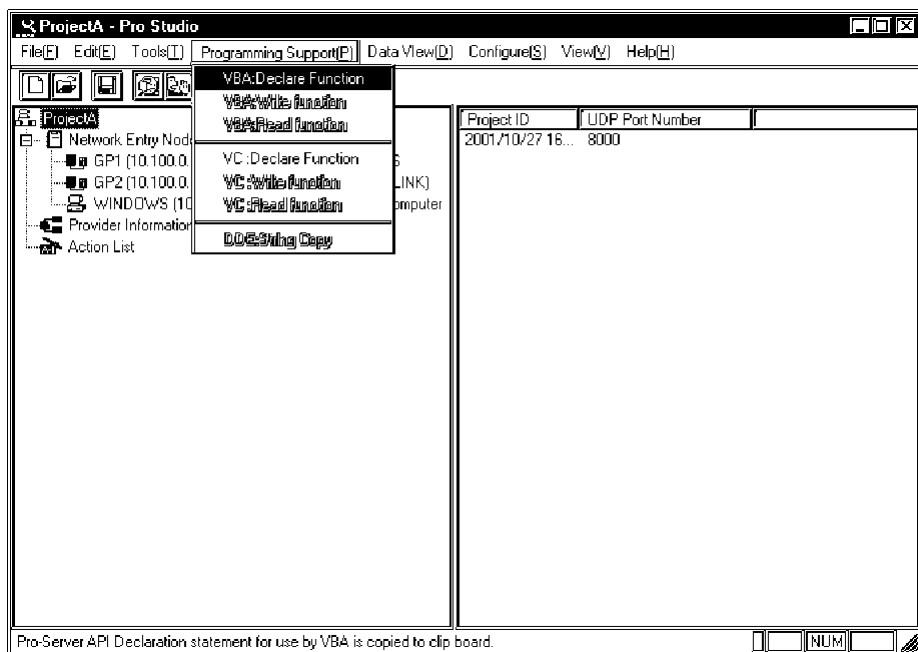 ProjectA - Pro Studio
File(F) Edit(E) Tools(T) Programming Support(P) Data View(D) Configure(S) View(V) Help(H)
VBA:Declare Function
VBA:Write function
VBA:Read function
VC :Declare Function
VC :Write function
VC :Read function
DDE:String Copy
ProjectA
Network Entry Nod
GP1 (10.100.0. S
GP2 (10.100.0. LINK)
WINDOWS (10 omputer
Provider Information
Action List
Project ID UDP Port Number
2001/10/27 16... 8000
Pro-Server API Declaration statement for use by VBA is copied to clip board.
NUM